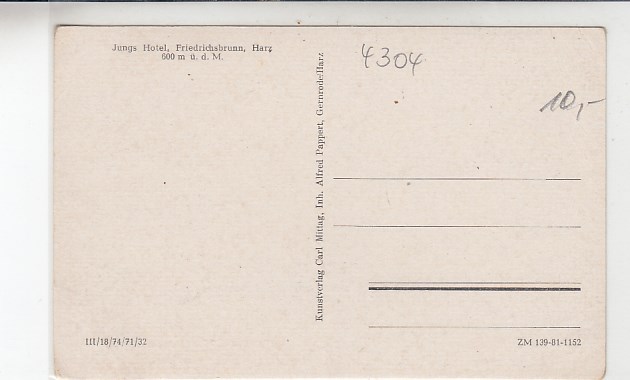 Jungs Hotel, Friedrichsbrunn, Harz
600 m ü. d. M.
4304
10,-
Kunstverlag Carl Mittag, Inh. Alfred Pappert, Gernrode/Harz
III/18/74/71/32
ZM 139-81-1152